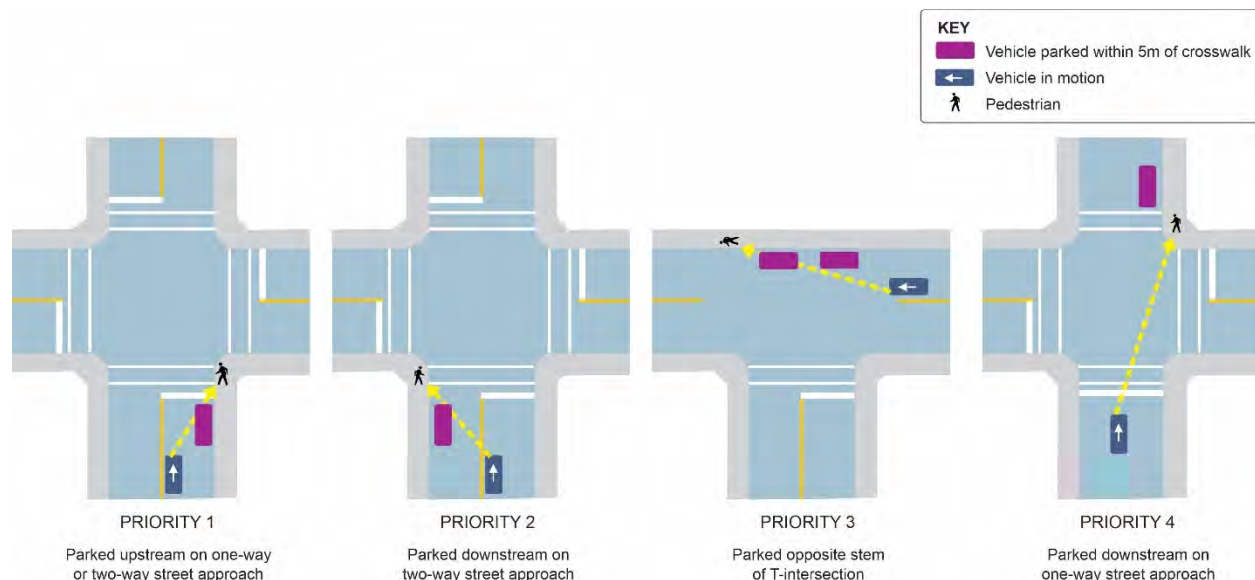 KEY
Vehicle parked within 5m of crosswalk
Vehicle in motion
Pedestrian
PRIORITY 1
Parked upstream on one-way
or two-way street approach
PRIORITY 2
Parked downstream on
two-way street approach
PRIORITY 3
Parked opposite stem
of T-intersection
PRIORITY 4
Parked downstream on
one-way street approach